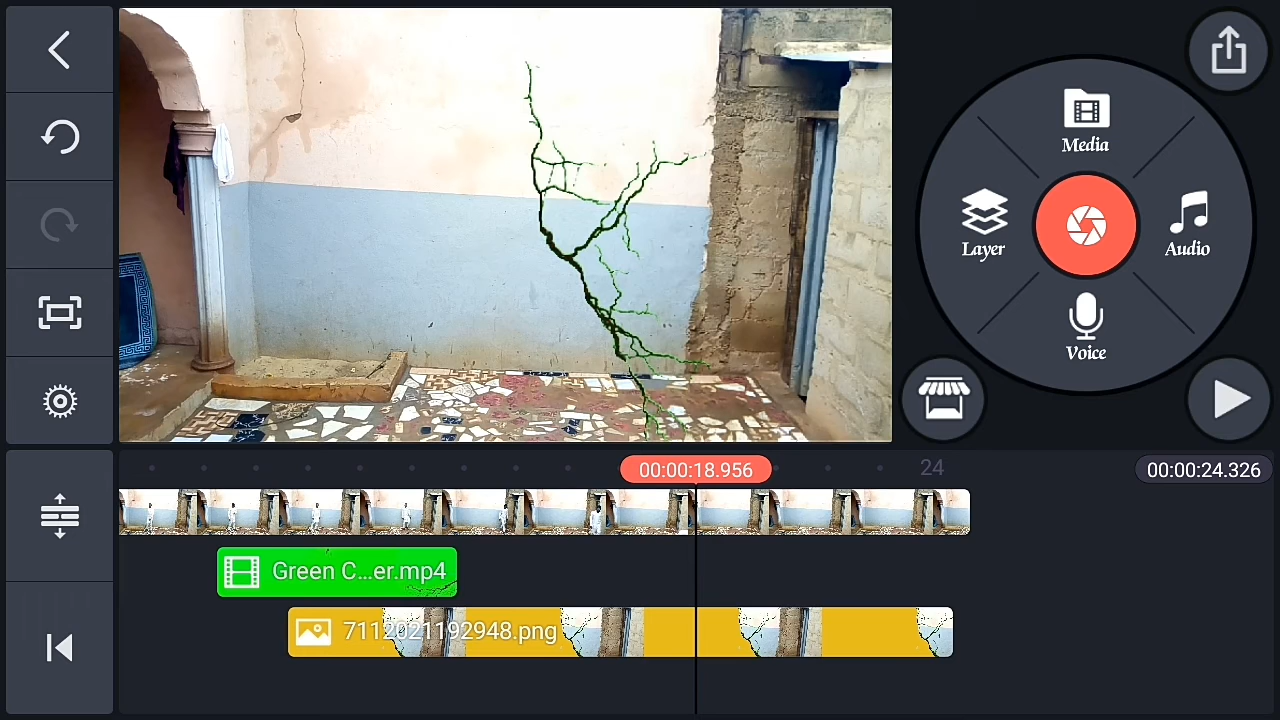 Media
Layer
Audio
Voice
00:00:18.956
24
00:00:24.326
Green C...er.mp4
7112021192948.png